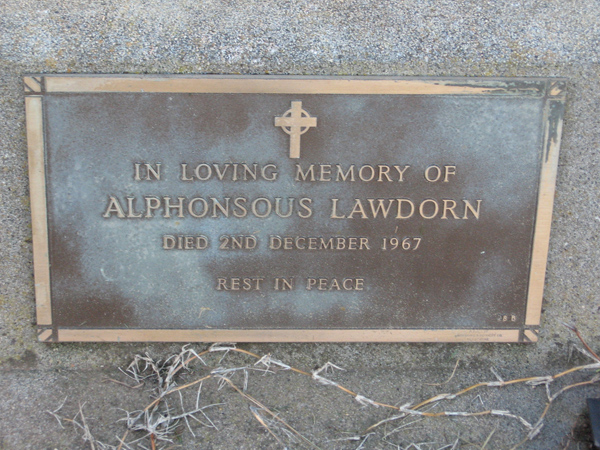 IN LOVING MEMORY OF
ALPHONSOUS LAWDORN
DIED 2ND DECEMBER 1967
REST IN PEACE